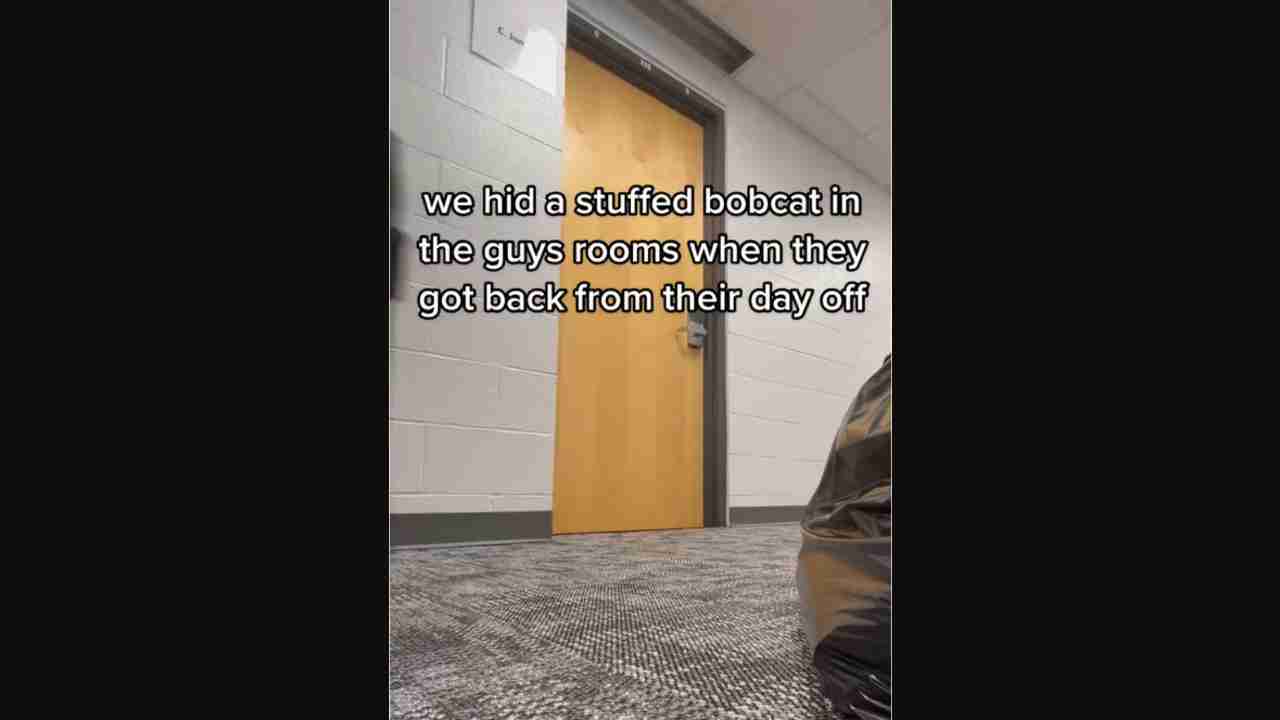 we hid a stuffed bobcat in
the guys rooms when they
got back from their day off